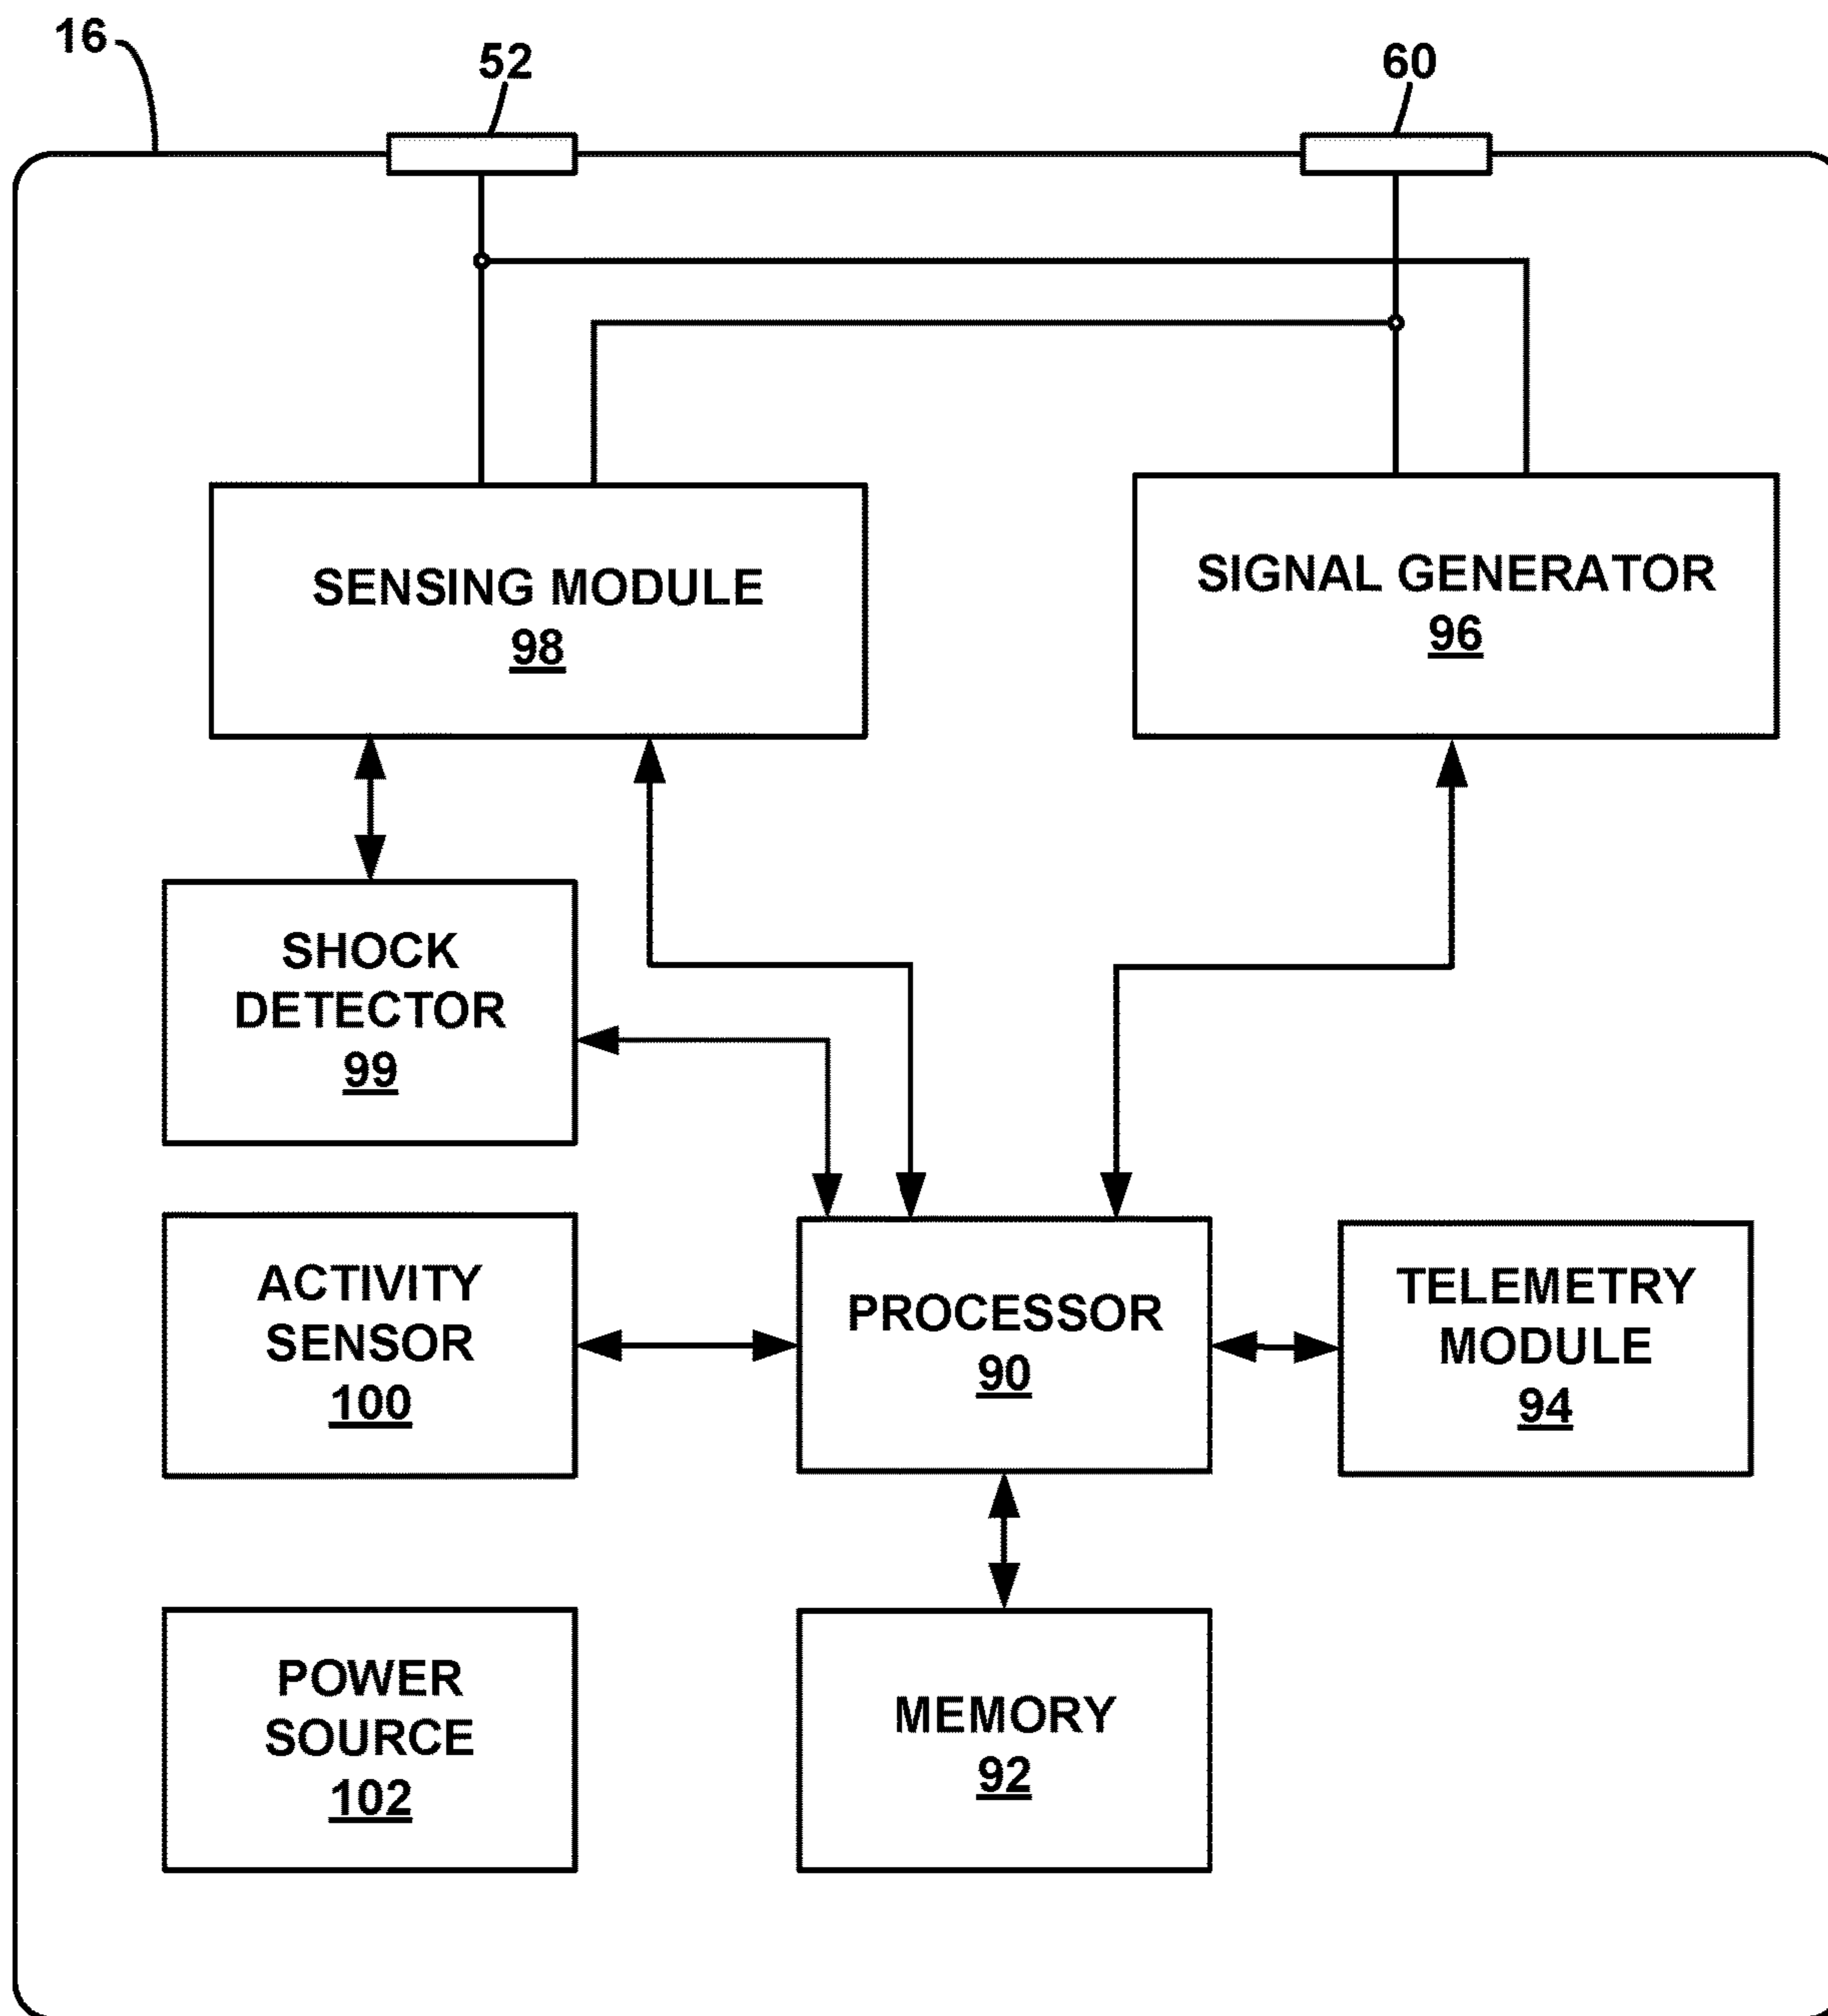 16
52
60
SENSING MODULE
98
SIGNAL GENERATOR
96
SHOCK
DETECTOR
99
ACTIVITY
SENSOR
100
PROCESSOR
90
TELEMETRY
MODULE
94
POWER
SOURCE
102
MEMORY
92